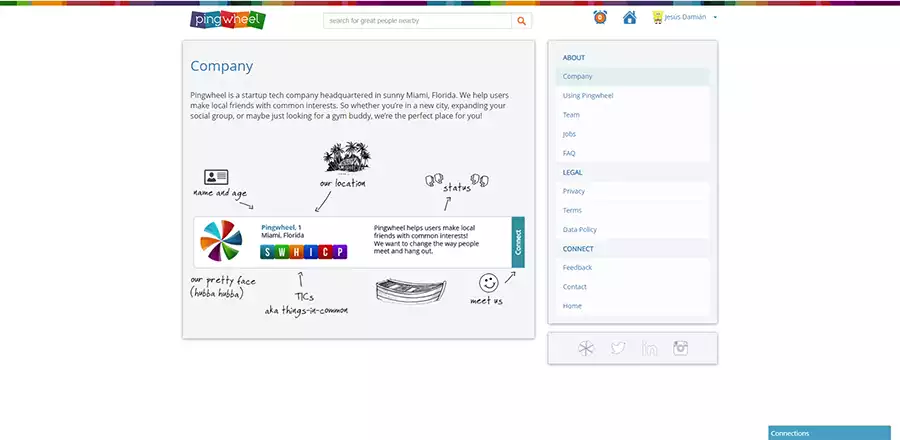 pingwheel
search for great people nearby
Jesus Damian
Company
Pingwheel is a startup tech company headquartered in sunny Miami, Florida. We help users
make local friends with common interests. So whether you're in a new city, expanding your
social group, or maybe just looking for a gym buddy, we're the perfect place for you!
name and age
our location
status
Pingwheel, 1
Miami, Florida
S W H I C P
Pingwheel helps users make local
friends with common interests!
We want to change the way people
meet and hang out.
Connect
our pretty face
(hubba hubba)
TICs
aka things-in-common
meet us
ABOUT
Company
Using Pingwheel
Team
Jobs
FAQ
LEGAL
Privacy
Terms
Data Policy
CONNECT
Feedback
Contact
Home
in
Connections